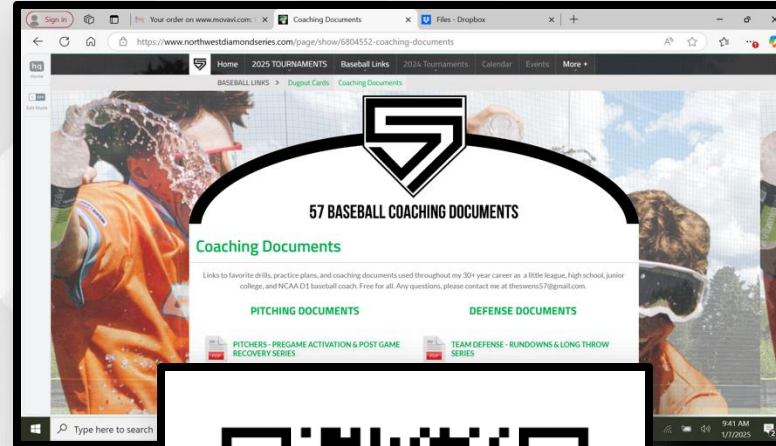 Sign in
Your order on www.movavi.com: E
Coaching Documents
Files - Dropbox
https://www.northwestdiamondseries.com/page/show/6804552-coaching-documents
hq
Home
Edit Mode
Home 2025 TOURNAMENTS Baseball Links 2024 Tournaments Calendar Events More +
BASEBALL LINKS > Dugout Cards Coaching Documents
57
57 BASEBALL COACHING DOCUMENTS
Coaching Documents
Links to favorite drills, practice plans, and coaching documents used throughout my 30+ year career as a little league, high school, junior
college, and NCAA D1 baseball coach. Free for all. Any questions, please contact me at theswens57@gmail.com.
PITCHING DOCUMENTS DEFENSE DOCUMENTS
PITCHERS - PREGAME ACTIVATION & POST GAME
RECOVERY SERIES
TEAM DEFENSE - RUNDOWNS & LONG THROW
SERIES
PDF PDF
Type here to search
9:41 AM
1/7/2025